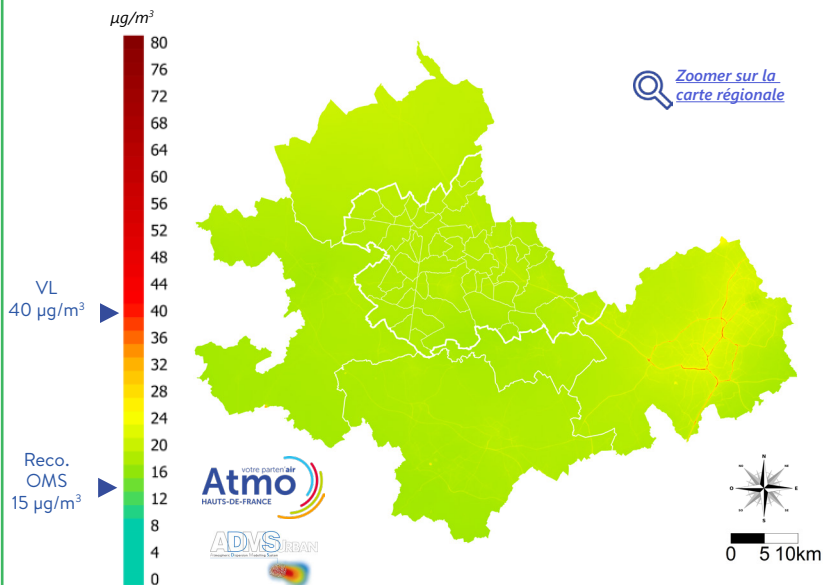 µg/m³
80
76
72
68
64
60
56
52
48
44
40
36
32
28
24
20
16
12
8
4
0
VL
40 µg/m³
Reco.
OMS
15 µg/m³
Zoomer sur la
carte régionale
votre parten'air
Atmo
HAUTS-DE-FRANCE
ADMS URBAN
N
O
E
S
0 5 10km